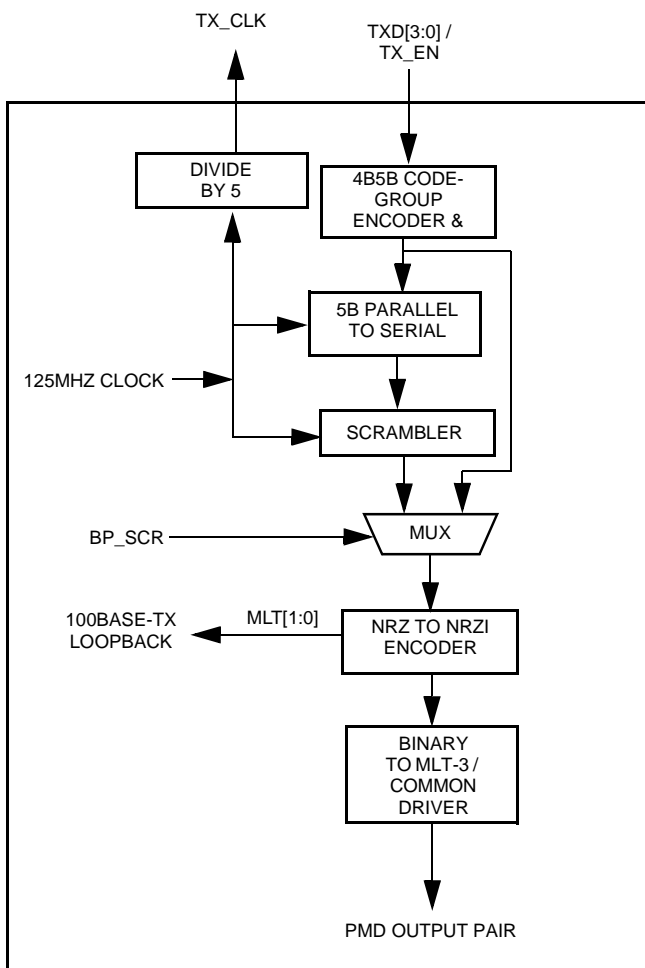 TX_CLK
TXD[3:0] /
TX_EN
DIVIDE
BY 5
4B5B CODE-
GROUP
ENCODER &
5B PARALLEL
TO SERIAL
125MHZ CLOCK
SCRAMBLER
BP_SCR
MUX
100BASE-TX
LOOPBACK
MLT[1:0]
NRZ TO NRZI
ENCODER
BINARY
TO MLT-3 /
COMMON
DRIVER
PMD OUTPUT PAIR